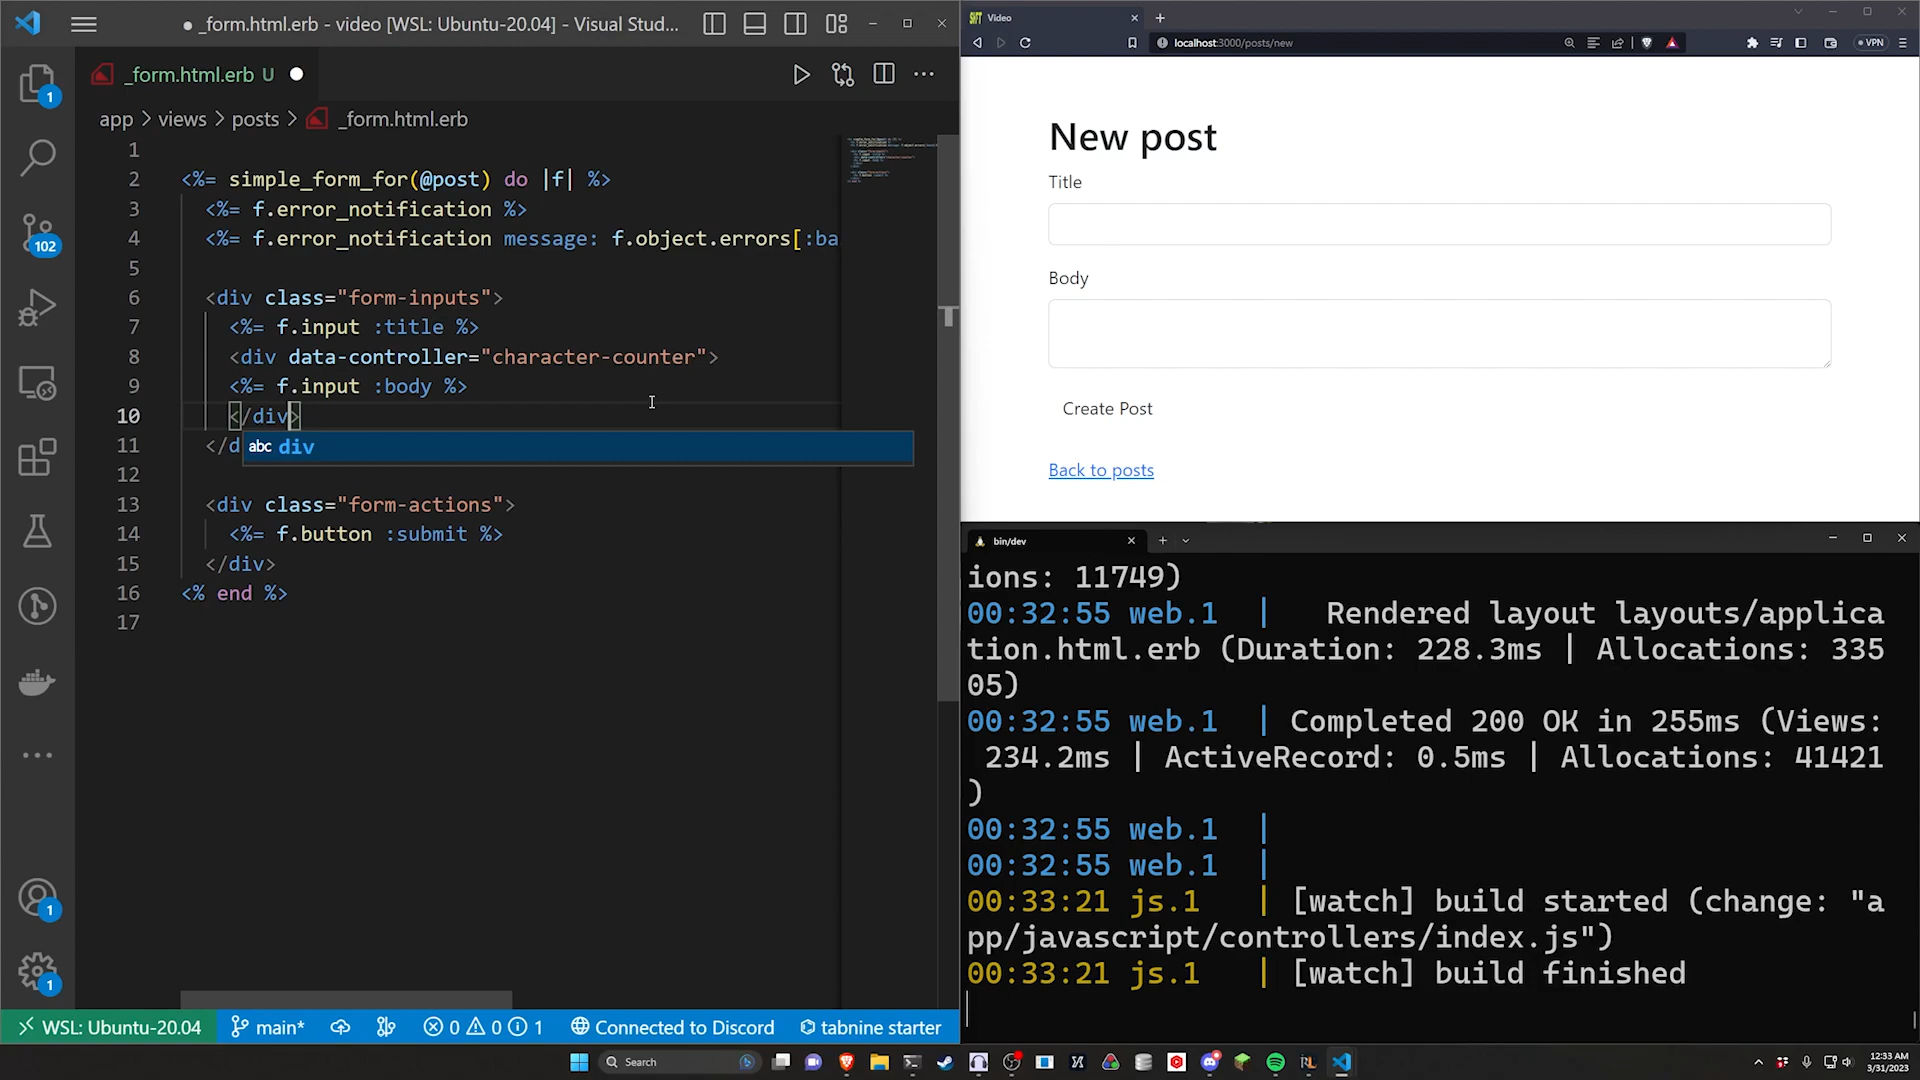 ● _form.html.erb - video [WSL: Ubuntu-20.04] - Visual Stud...
_form.html.erb U ●
app > views > posts > _form.html.erb
1
2 <%= simple_form_for(@post) do |f| %>
3 <%= f.error_notification %>
4 <%= f.error_notification message: f.object.errors[:ba
5
6 <div class="form-inputs">
7 <%= f.input :title %>
8 <div data-controller="character-counter">
9 <%= f.input :body %>
10 </div>
11 </d
abc div
12
13 <div class="form-actions">
14 <%= f.button :submit %>
15 </div>
16 <% end %>
17
1
102
1
1
WSL: Ubuntu-20.04 main* 0 0 1 Connected to Discord tabnine starter
Video
localhost:3000/posts/new
VPN
New post
Title
Body
Create Post
Back to posts
bin/dev
ions: 11749)
00:32:55 web.1 | Rendered layout layouts/applica
tion.html.erb (Duration: 228.3ms | Allocations: 335
05)
00:32:55 web.1 | Completed 200 OK in 255ms (Views:
234.2ms | ActiveRecord: 0.5ms | Allocations: 41421
)
00:32:55 web.1 |
00:32:55 web.1 |
00:33:21 js.1 | [watch] build started (change: "a
pp/javascript/controllers/index.js")
00:33:21 js.1 | [watch] build finished
Search
12:33 AM
3/31/2023